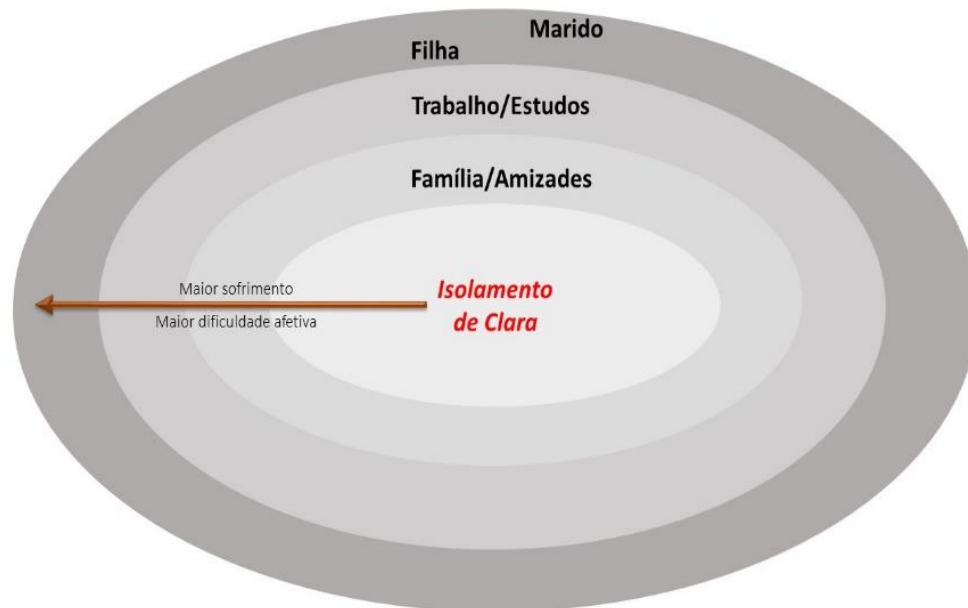 Marido
Filha
Trabalho/Estudos
Família/Amizades
Maior sofrimento
Maior dificuldade afetiva
Isolamento
de Clara